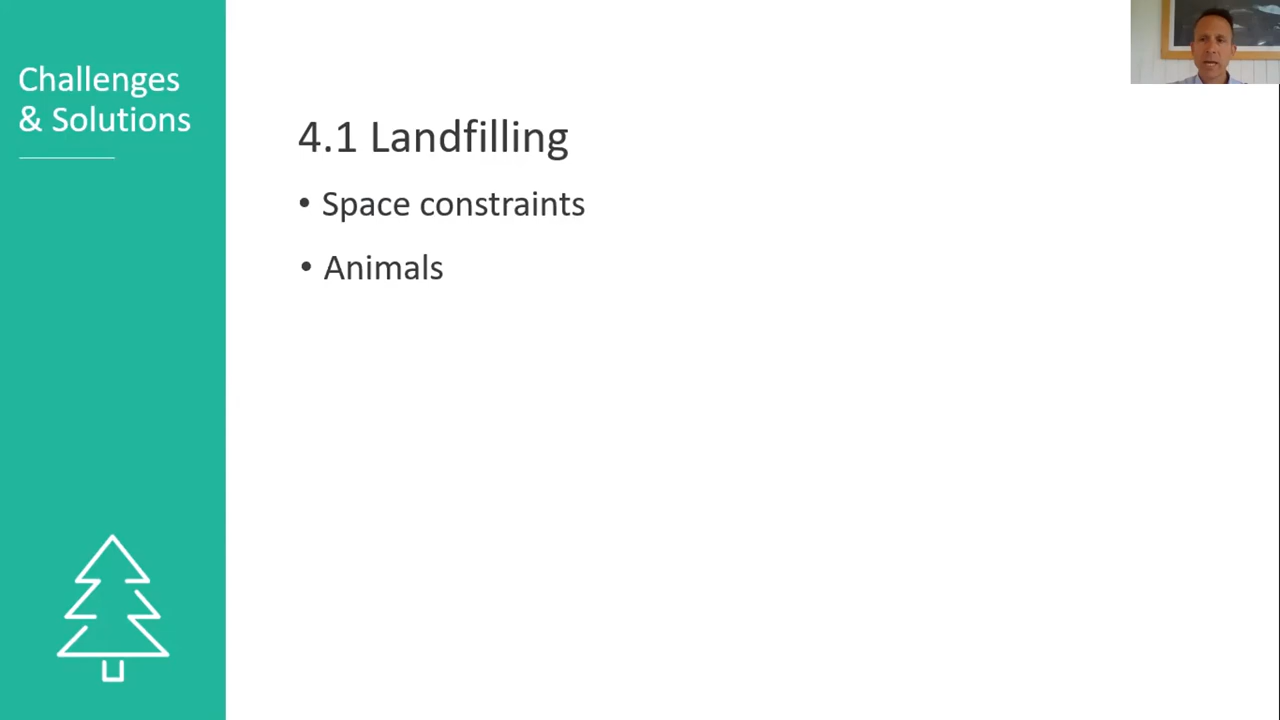 Challenges
& Solutions
4.1 Landfilling
• Space constraints
• Animals